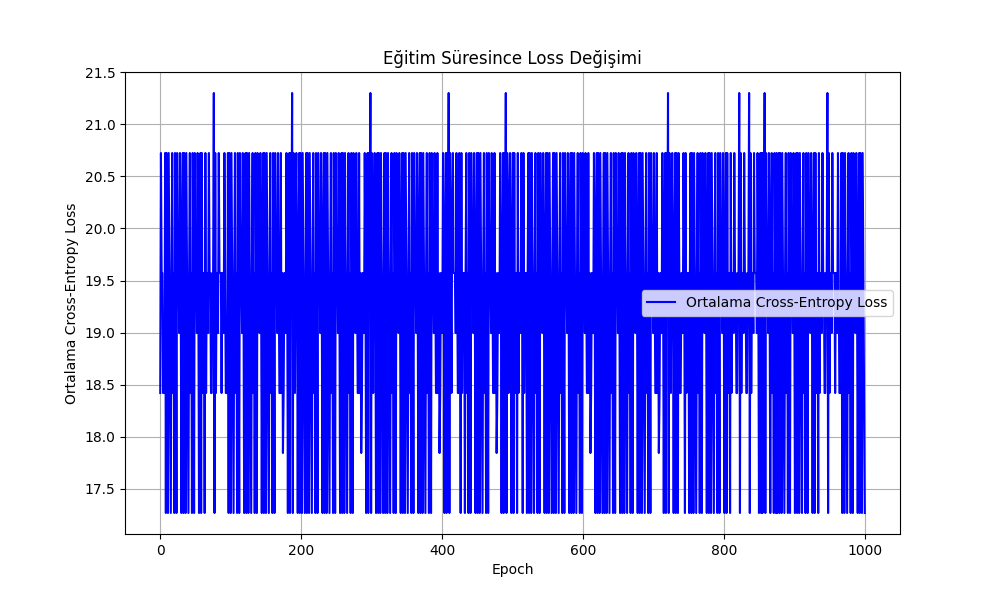 Eğitim Süresince Loss Değişimi
21.5
21.0
20.5
20.0
19.5
19.0
18.5
18.0
17.5
Ortalama Cross-Entropy Loss
Ortalama Cross-Entropy Loss
0 200 400 600 800 1000
Epoch